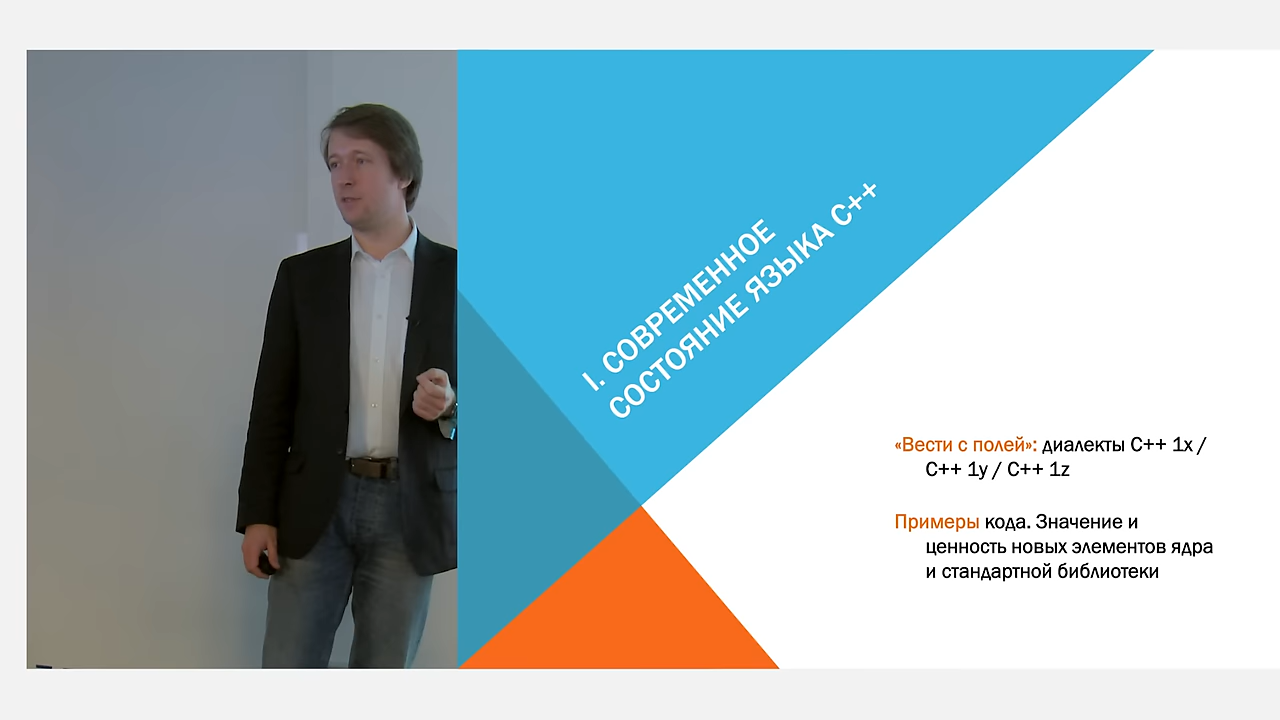 I. СОВРЕМЕННОЕ
СОСТОЯНИЕ ЯЗЫКА C++
«Вести с полей»: диалекты C++ 1x /
C++ 1y / C++ 1z
Примеры кода. Значение и
ценность новых элементов ядра
и стандартной библиотеки